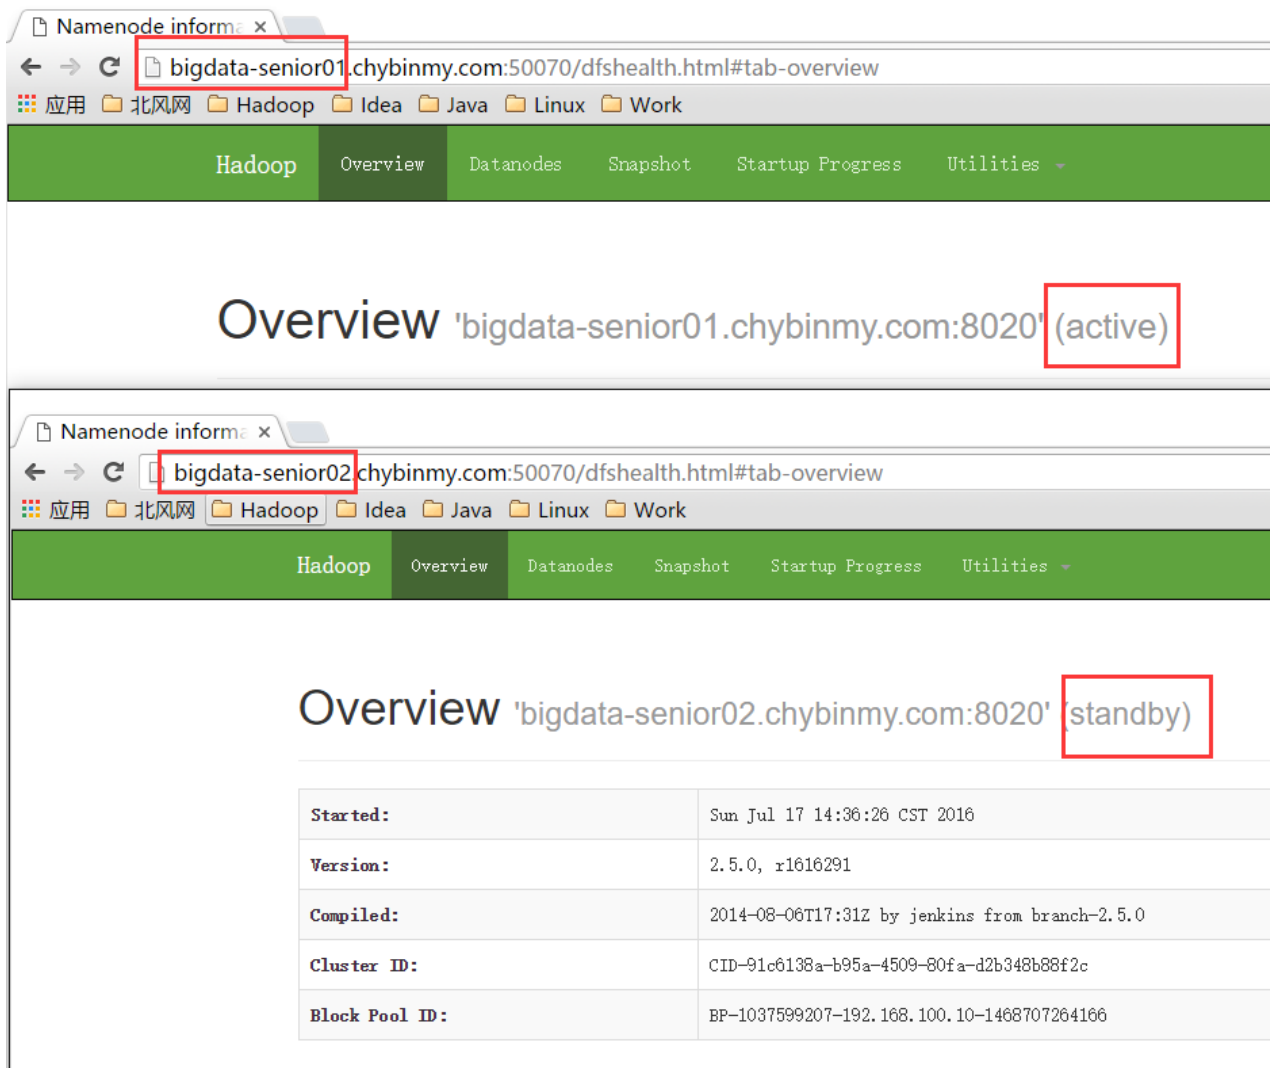 Namenode informa ×
bigdata-senior01.chybinmy.com:50070/dfshealth.html#tab-overview
应用 北风网 Hadoop Idea Java Linux Work
Hadoop Overview Datanodes Snapshot Startup Progress Utilities
Overview 'bigdata-senior01.chybinmy.com:8020' (active)
Namenode informa ×
bigdata-senior02.chybinmy.com:50070/dfshealth.html#tab-overview
应用 北风网 Hadoop Idea Java Linux Work
Hadoop Overview Datanodes Snapshot Startup Progress Utilities
Overview 'bigdata-senior02.chybinmy.com:8020' (standby)
Started: Sun Jul 17 14:36:26 CST 2016
Version: 2.5.0, r1616291
Compiled: 2014-08-06T17:31Z by jenkins from branch-2.5.0
Cluster ID: CID-91c6138a-b95a-4509-80fa-d2b348b88f2c
Block Pool ID: BP-1037599207-192.168.100.10-1468707264166